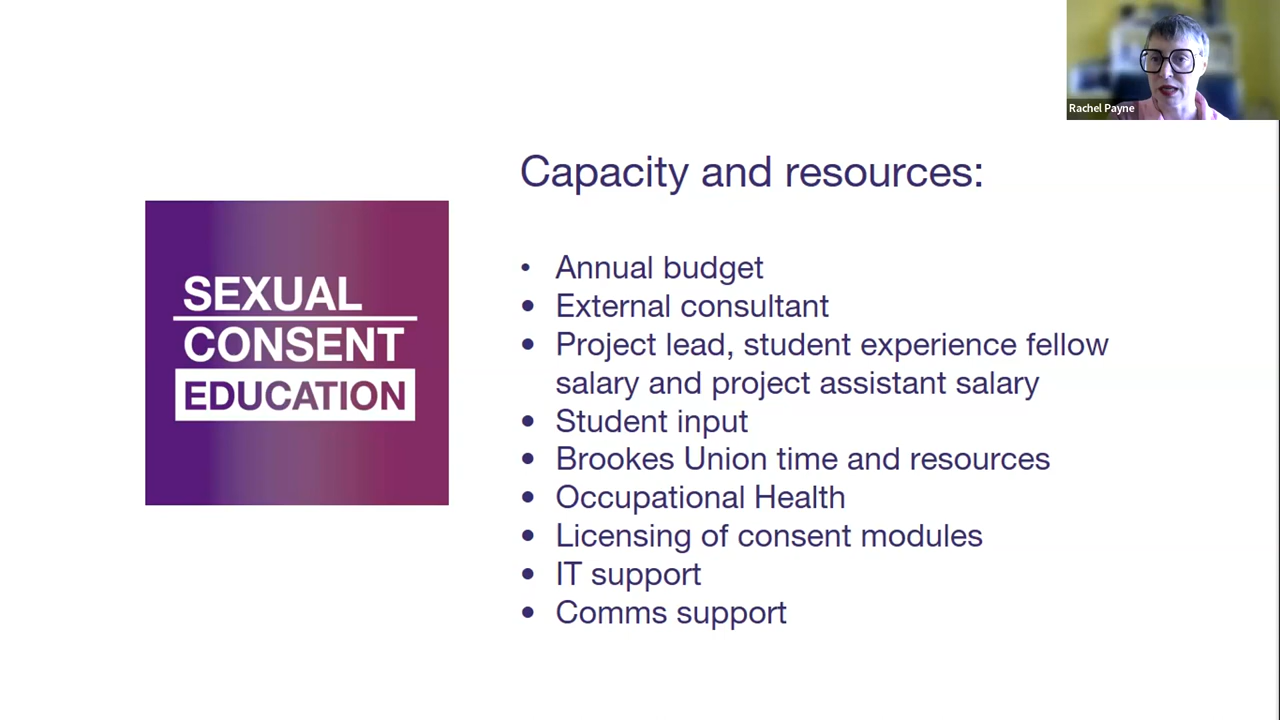 Rachel Payne
Capacity and resources:
SEXUAL
CONSENT
EDUCATION
• Annual budget
• External consultant
• Project lead, student experience fellow
salary and project assistant salary
• Student input
• Brookes Union time and resources
• Occupational Health
• Licensing of consent modules
• IT support
• Comms support